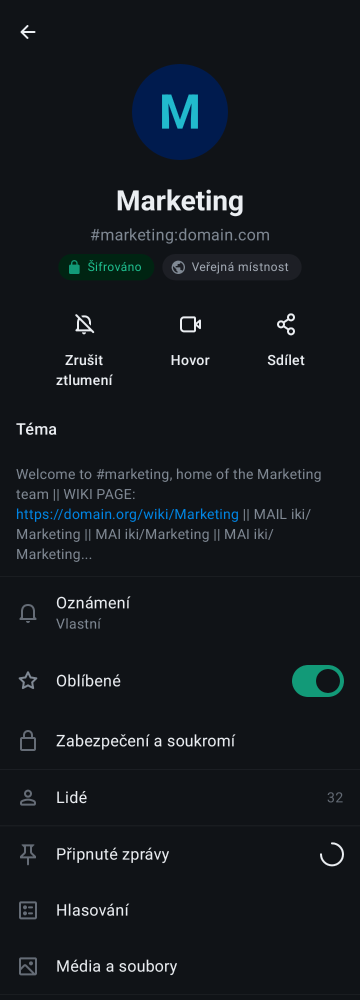 M
Marketing
#marketing:domain.com
Šifrováno
Veřejná místnost
Zrušit
ztlumení
Hovor
Sdílet
Téma
Welcome to #marketing, home of the Marketing
team || WIKI PAGE:
https://domain.org/wiki/Marketing || MAIL iki/
Marketing || MAI iki/Marketing || MAI iki/
Marketing...
Oznámení
Vlastní
Oblíbené
Zabezpečení a soukromí
Lidé
32
Připnuté zprávy
Hlasování
Média a soubory